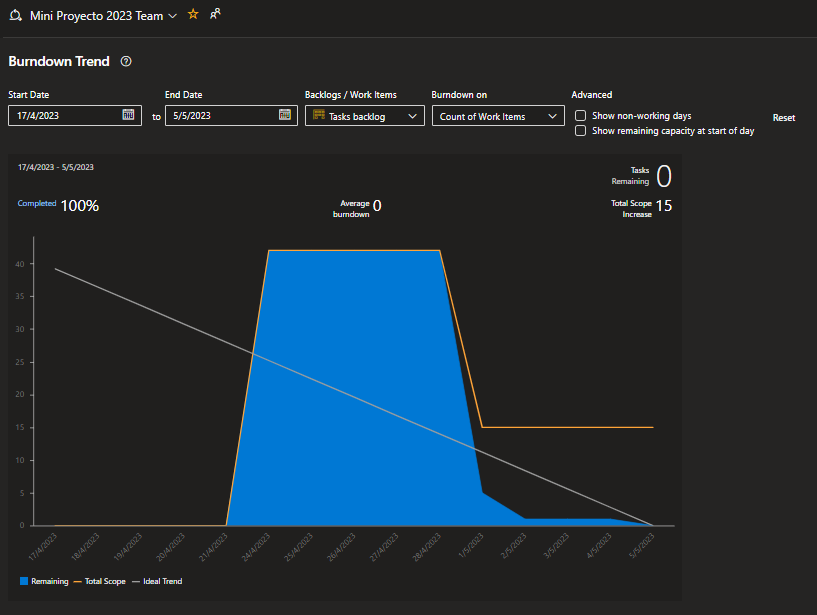 Mini Proyecto 2023 Team
Burndown Trend
Start Date
End Date
Backlogs / Work Items
Burndown on
Advanced
17/4/2023
to
5/5/2023
Tasks backlog
Count of Work Items
Show non-working days
Show remaining capacity at start of day
Reset
17/4/2023 - 5/5/2023
Tasks
Remaining
0
Completed 100%
Average
burndown
0
Total Scope
Increase
15
40
35
30
25
20
15
10
5
0
17/4/2023
18/4/2023
19/4/2023
20/4/2023
21/4/2023
24/4/2023
25/4/2023
26/4/2023
27/4/2023
28/4/2023
1/5/2023
2/5/2023
3/5/2023
4/5/2023
5/5/2023
Remaining
Total Scope
Ideal Trend